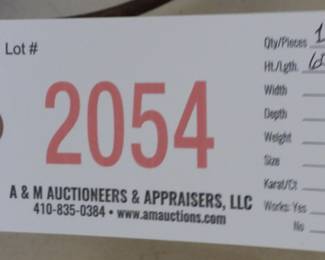 Lot #
2054
A & M AUCTIONEERS & APPRAISERS, LLC
410-835-0384 • www.amauctions.com
Qty/Pieces 1
Ht./Lgth.
Width
Depth
Weight
Size
Karat/Ct
Works: Yes
No